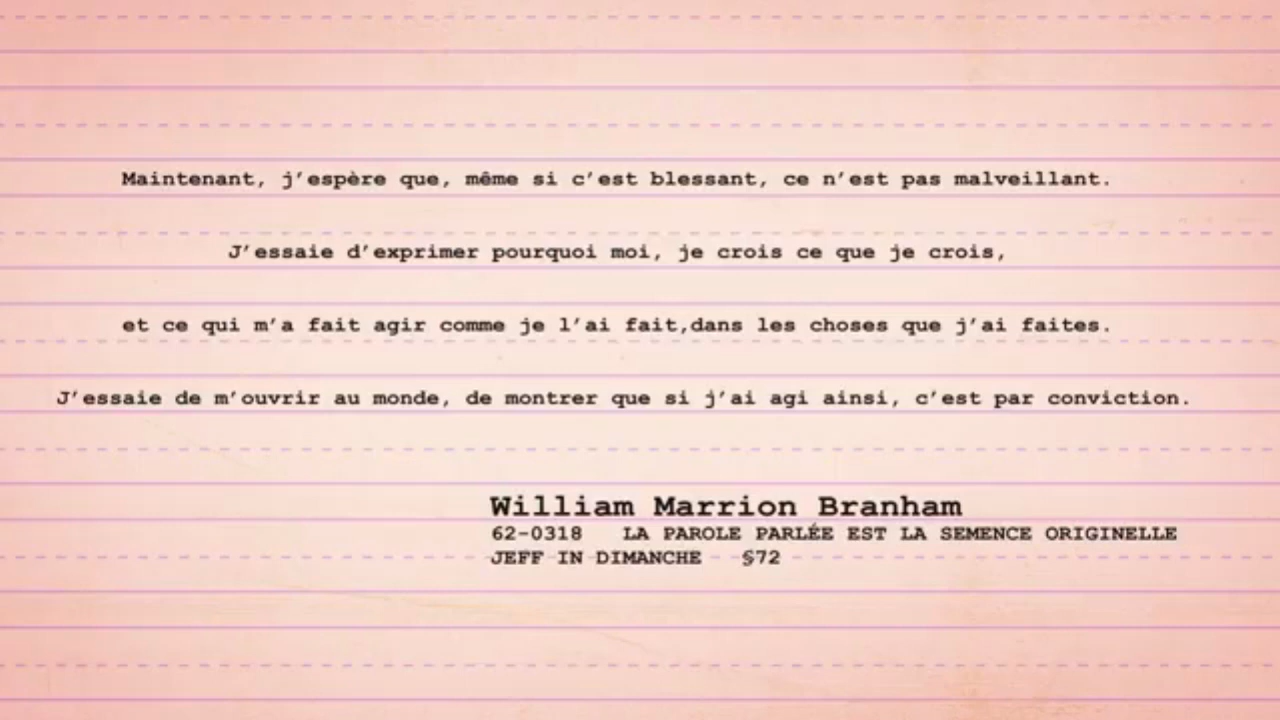 Maintenant, j’espère que, même si c’est blessant, ce n’est pas malveillant.
J’essaie d’exprimer pourquoi moi, je crois ce que je crois,
et ce qui m’a fait agir comme je l’ai fait,dans les choses que j’ai faites.
J’essaie de m’ouvrir au monde, de montrer que si j’ai agi ainsi, c’est par conviction.
William Marrion Branham
62-0318 LA PAROLE PARLÉE EST LA SEMENCE ORIGINELLE
JEFF IN DIMANCHE §72